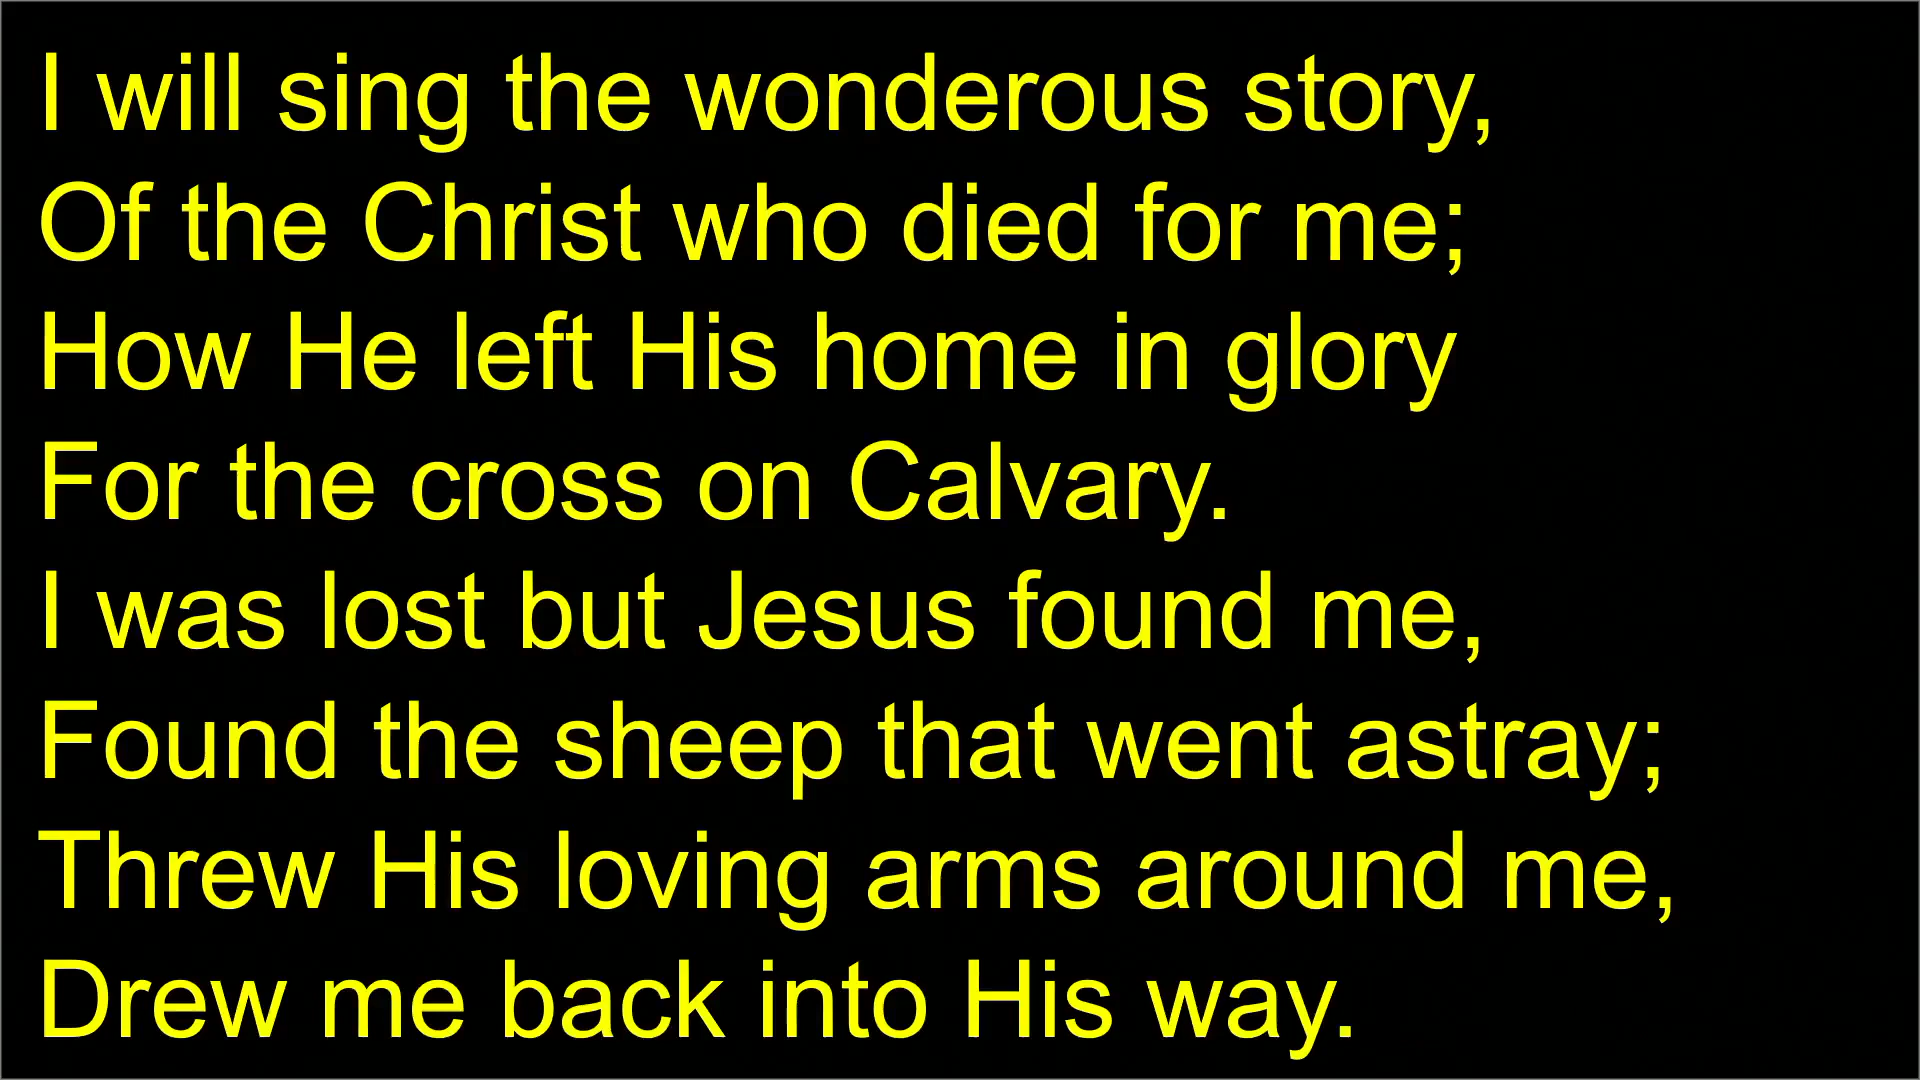 I will sing the wonderous story,
Of the Christ who died for me;
How He left His home in glory
For the cross on Calvary.
I was lost but Jesus found me,
Found the sheep that went astray;
Threw His loving arms around me,
Drew me back into His way.